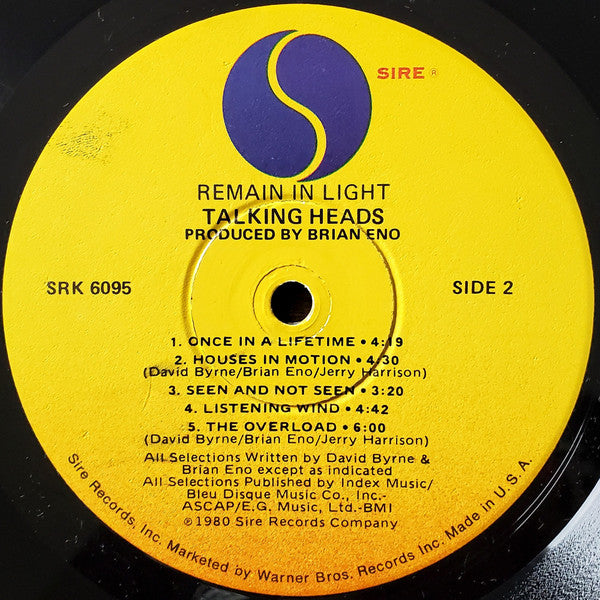 SIRE ®
REMAIN IN LIGHT
TALKING HEADS
PRODUCED BY BRIAN ENO
SRK 6095
SIDE 2
1. ONCE IN A LIFETIME • 4:19
2. HOUSES IN MOTION • 4:30
(David Byrne/Brian Eno/Jerry Harrison)
3. SEEN AND NOT SEEN • 3:20
4. LISTENING WIND • 4:42
5. THE OVERLOAD • 6:00
(David Byrne/Brian Eno/Jerry Harrison)
All Selections Written by David Byrne &
Brian Eno except as indicated
All Selections Published by Index Music/
Bleu Disque Music Co., Inc.-
ASCAP/E.G. Music, Ltd.-BMI
℗1980 Sire Records Company
Sire Records, Inc. Marketed by Warner Bros. Records Inc. Made in U.S.A.